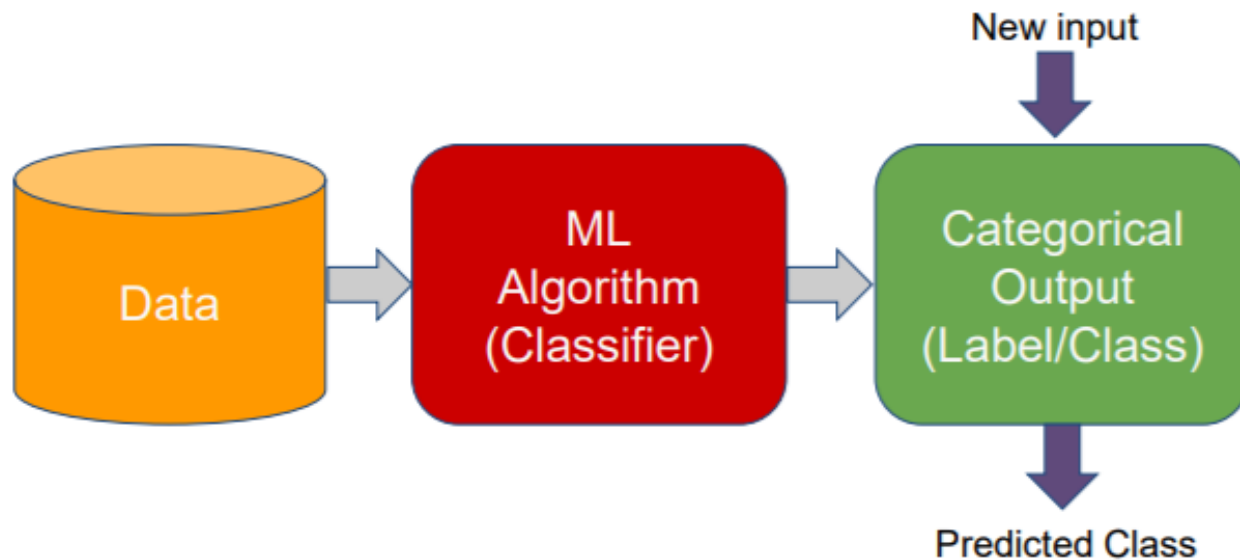 New input
Data
ML
Algorithm
(Classifier)
Categorical
Output
(Label/Class)
Predicted Class